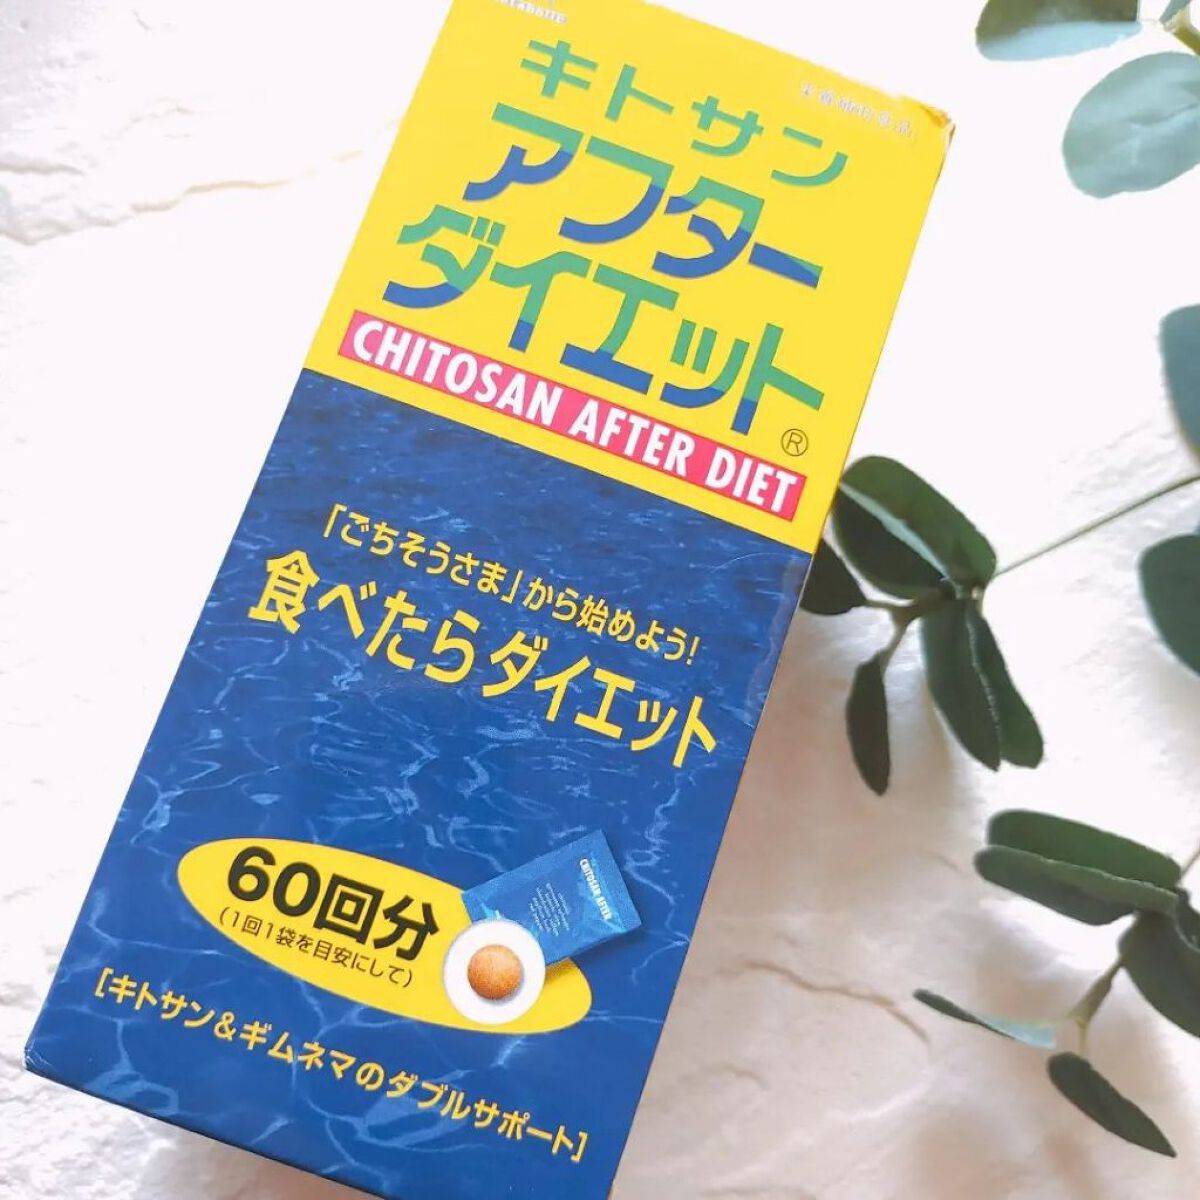 キトサン
アフター
ダイエット®
CHITOSAN AFTER DIET
「ごちそうさま」から始めよう!
食べたらダイエット
60回分
(1回1袋を目安にして)
CHITOSAN AFTER
[キトサン&ギムネマのダブルサポート]